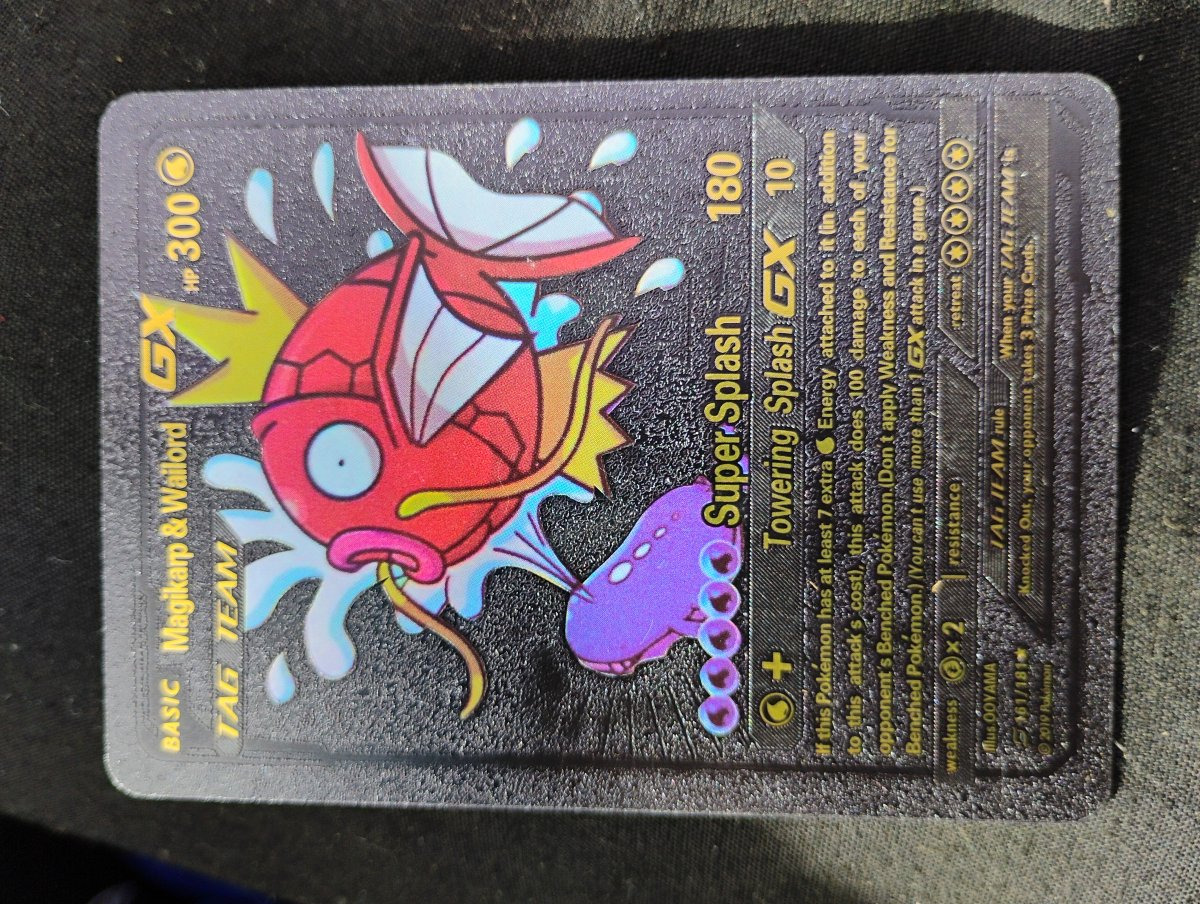 BASIC Magikarp & Wailord GX HP 300
TAG TEAM
Super Splash 180
+ Towering Splash GX 10
If this Pokémon has at least 7 extra Energy attached to it (in addition
to this attack's cost), this attack does 100 damage to each of your
opponent's Benched Pokémon. (Don't apply Weakness and Resistance for
Benched Pokémon.) (You can't use more than 1 GX attack in a game.)
weakness ×2 resistance retreat
Illus. OOYAMA
TAG TEAM rule When your TAG TEAM is
161/181
Knocked Out, your opponent takes 3 Prize Cards.
© 2019 Pokémon